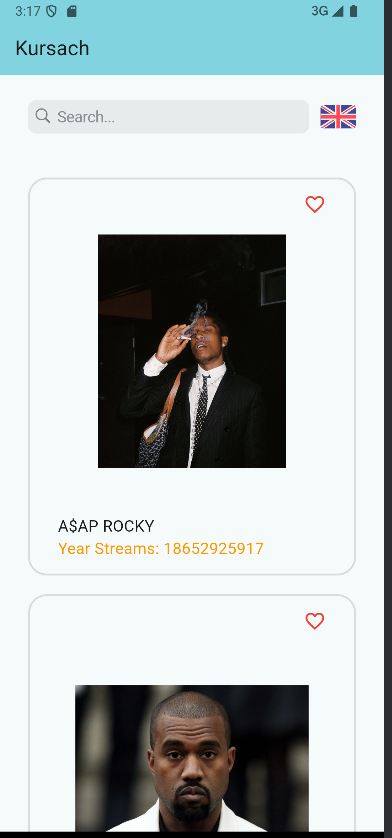 3:17
3G
Kursach
Search...
A$AP ROCKY
Year Streams: 18652925917